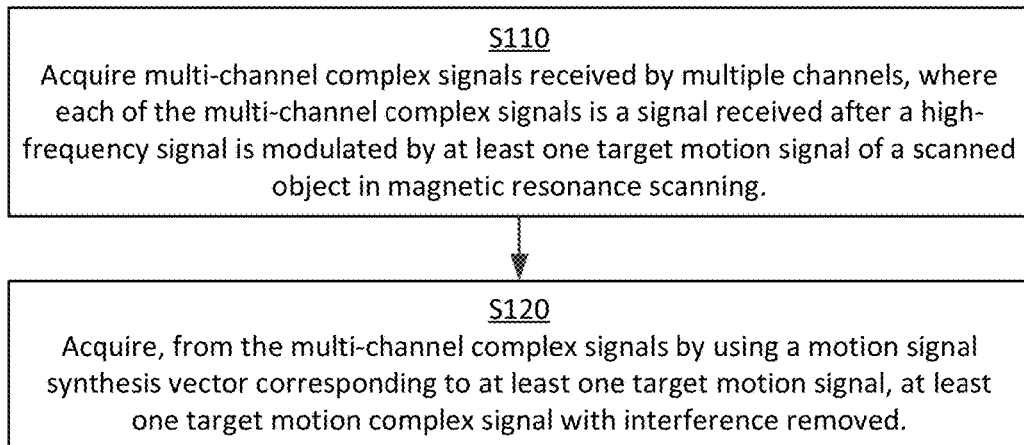 S110
Acquire multi-channel complex signals received by multiple channels, where
each of the multi-channel complex signals is a signal received after a high-
frequency signal is modulated by at least one target motion signal of a scanned
object in magnetic resonance scanning.
S120
Acquire, from the multi-channel complex signals by using a motion signal
synthesis vector corresponding to at least one target motion signal, at least
one target motion complex signal with interference removed.